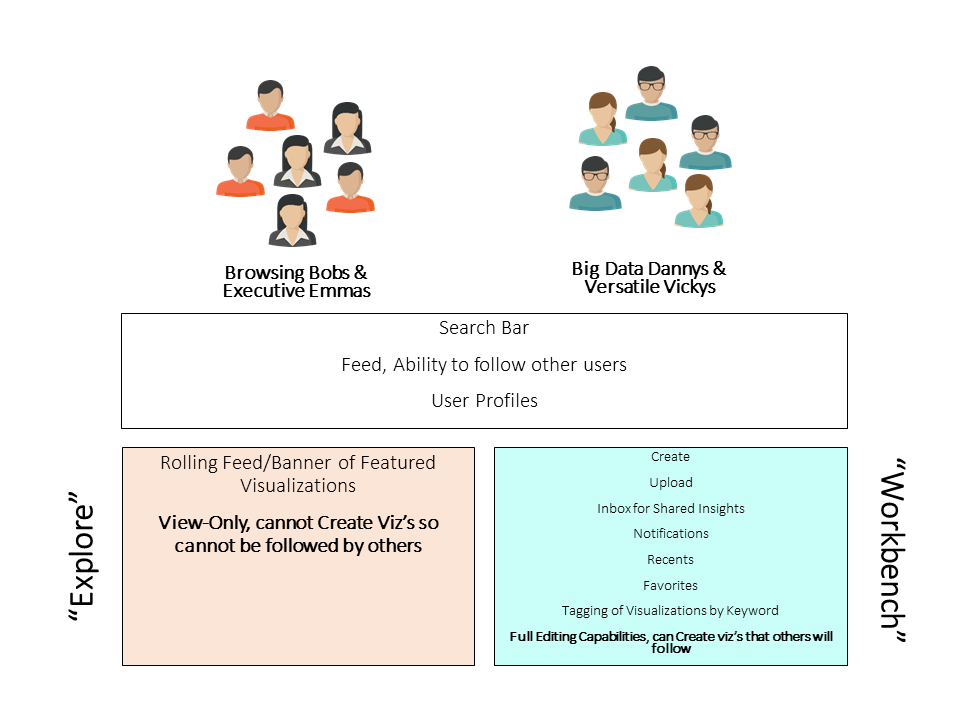 Browsing Bobs &
Executive Emmas
Big Data Dannys &
Versatile Vickys
Search Bar
Feed, Ability to follow other users
User Profiles
“Explore”
Rolling Feed/Banner of Featured
Visualizations
View-Only, cannot Create Viz’s so
cannot be followed by others
Create
Upload
Inbox for Shared Insights
Notifications
Recents
Favorites
Tagging of Visualizations by Keyword
Full Editing Capabilities, can Create viz’s that others will
follow
“Workbench”